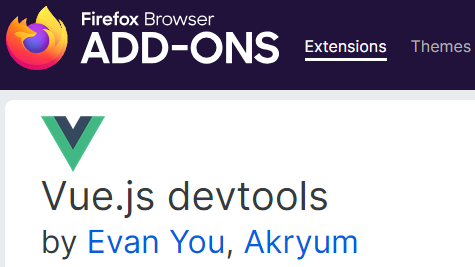 Firefox Browser
ADD-ONS
Extensions
Themes
Vue.js devtools
by Evan You, Akryum